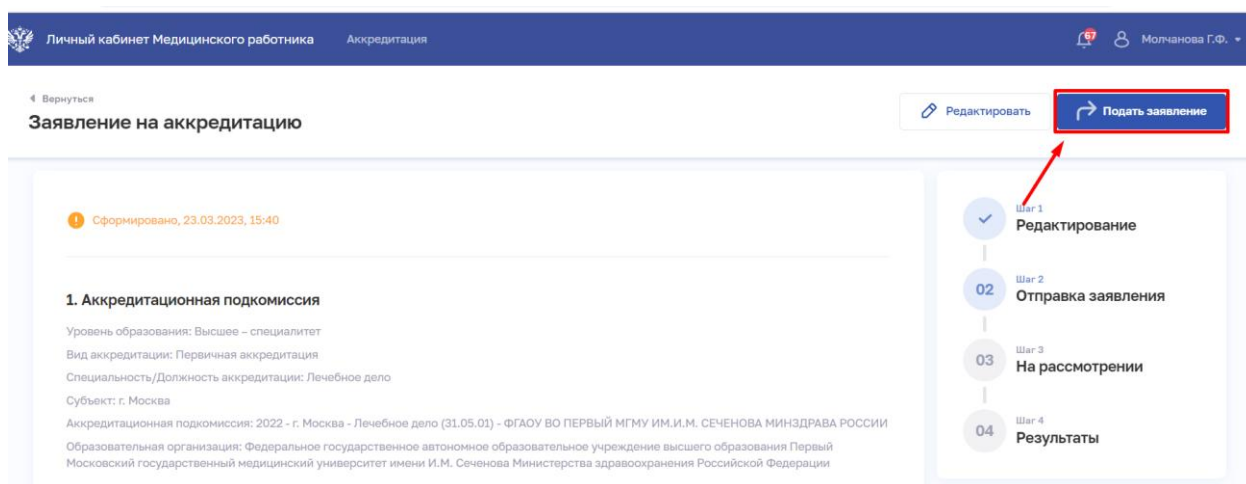 Личный кабинет Медицинского работника Аккредитация 67 Молчанова Г.Ф.
Вернуться
Заявление на аккредитацию
Редактировать Подать заявление
Сформировано, 23.03.2023, 15:40
1. Аккредитационная подкомиссия
Уровень образования: Высшее – специалитет
Вид аккредитации: Первичная аккредитация
Специальность/Должность аккредитации: Лечебное дело
Субъект: г. Москва
Аккредитационная подкомиссия: 2022 - г. Москва - Лечебное дело (31.05.01) - ФГАОУ ВО ПЕРВЫЙ МГМУ ИМ.И.М. СЕЧЕНОВА МИНЗДРАВА РОССИИ
Образовательная организация: Федеральное государственное автономное образовательное учреждение высшего образования Первый
Московский государственный медицинский университет имени И.М. Сеченова Министерства здравоохранения Российской Федерации
Шаг 1
Редактирование
02
Шаг 2
Отправка заявления
03
Шаг 3
На рассмотрении
04
Шаг 4
Результаты